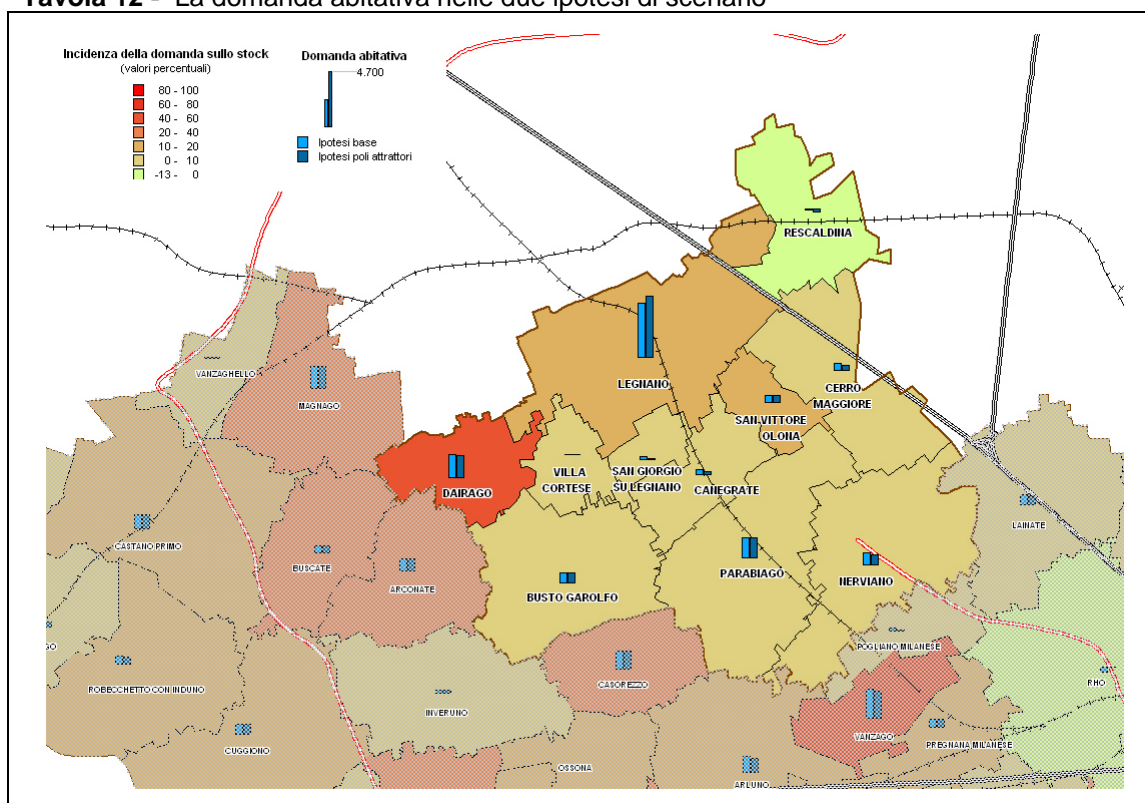 Tavola 12 - La domanda abitativa nelle due ipotesi di scenario
Incidenza della domanda sullo stock
(valori percentuali)
80 - 100
60 - 80
40 - 60
20 - 40
10 - 20
0 - 10
-13 - 0
Domanda abitativa
4.700
Ipotesi base
Ipotesi poli attrattori
RESCALDINA
VANZAGHELLO
MAGNAGO
LEGNANO
CERRO
MAGGIORE
SAN VITTORE
OLONA
DAIRAGO
VILLA
CORTESE
SAN GIORGIO
SU LEGNANO
CANEGRATE
LAINATE
CASTANO PRIMO
BUSCATE
ARCONATE
BUSTO GAROLFO
PARABIAGO
NERVIANO
GO
POGLIANO MILANESE
RHO
ROBECCHETTO CON INDUNO
INVERUNO
CASOREZZO
CUGGIONO
VANZAGO
PREGNANA MILANESE
OSSONA
ARLUNO